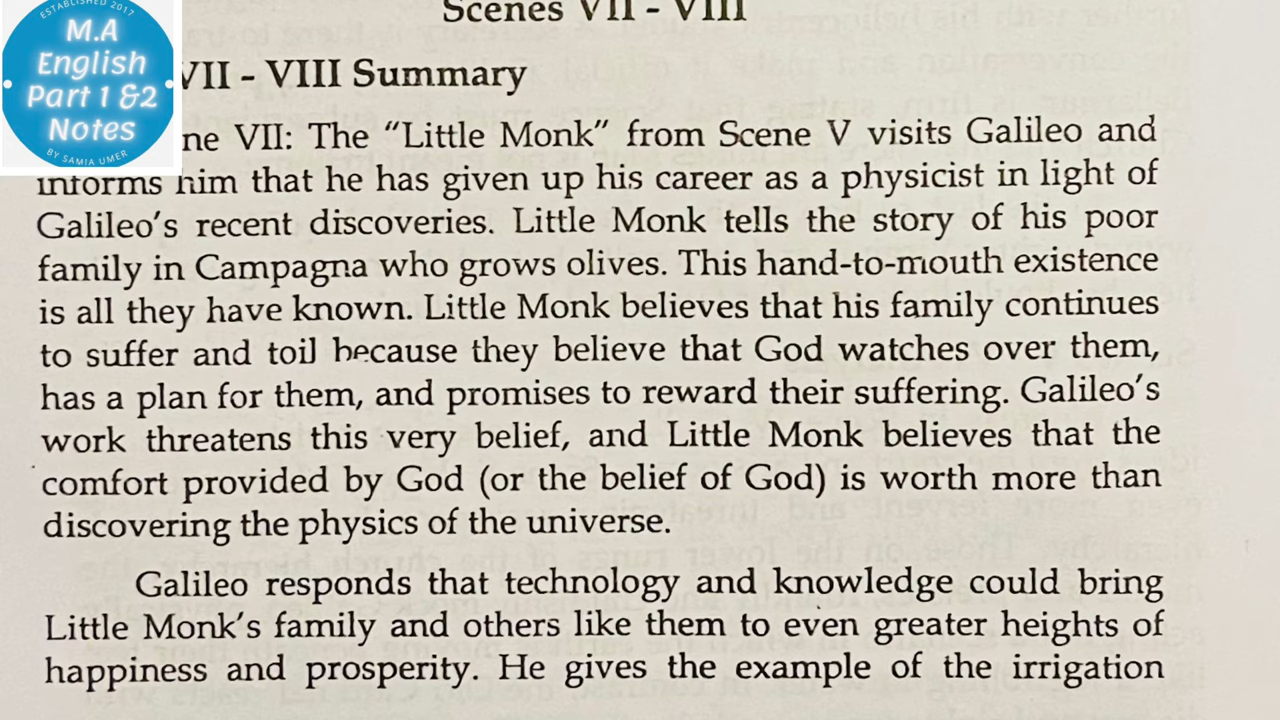 ESTABLISHED 2017
M.A
English
Part 1 &2
Notes
BY SAMIA UMER
Scenes VII - VIII
VII - VIII Summary
ne VII: The “Little Monk” from Scene V visits Galileo and
informs him that he has given up his career as a physicist in light of
Galileo’s recent discoveries. Little Monk tells the story of his poor
family in Campagna who grows olives. This hand-to-mouth existence
is all they have known. Little Monk believes that his family continues
to suffer and toil because they believe that God watches over them,
has a plan for them, and promises to reward their suffering. Galileo’s
work threatens this very belief, and Little Monk believes that the
comfort provided by God (or the belief of God) is worth more than
discovering the physics of the universe.
Galileo responds that technology and knowledge could bring
Little Monk’s family and others like them to even greater heights of
happiness and prosperity. He gives the example of the irrigation